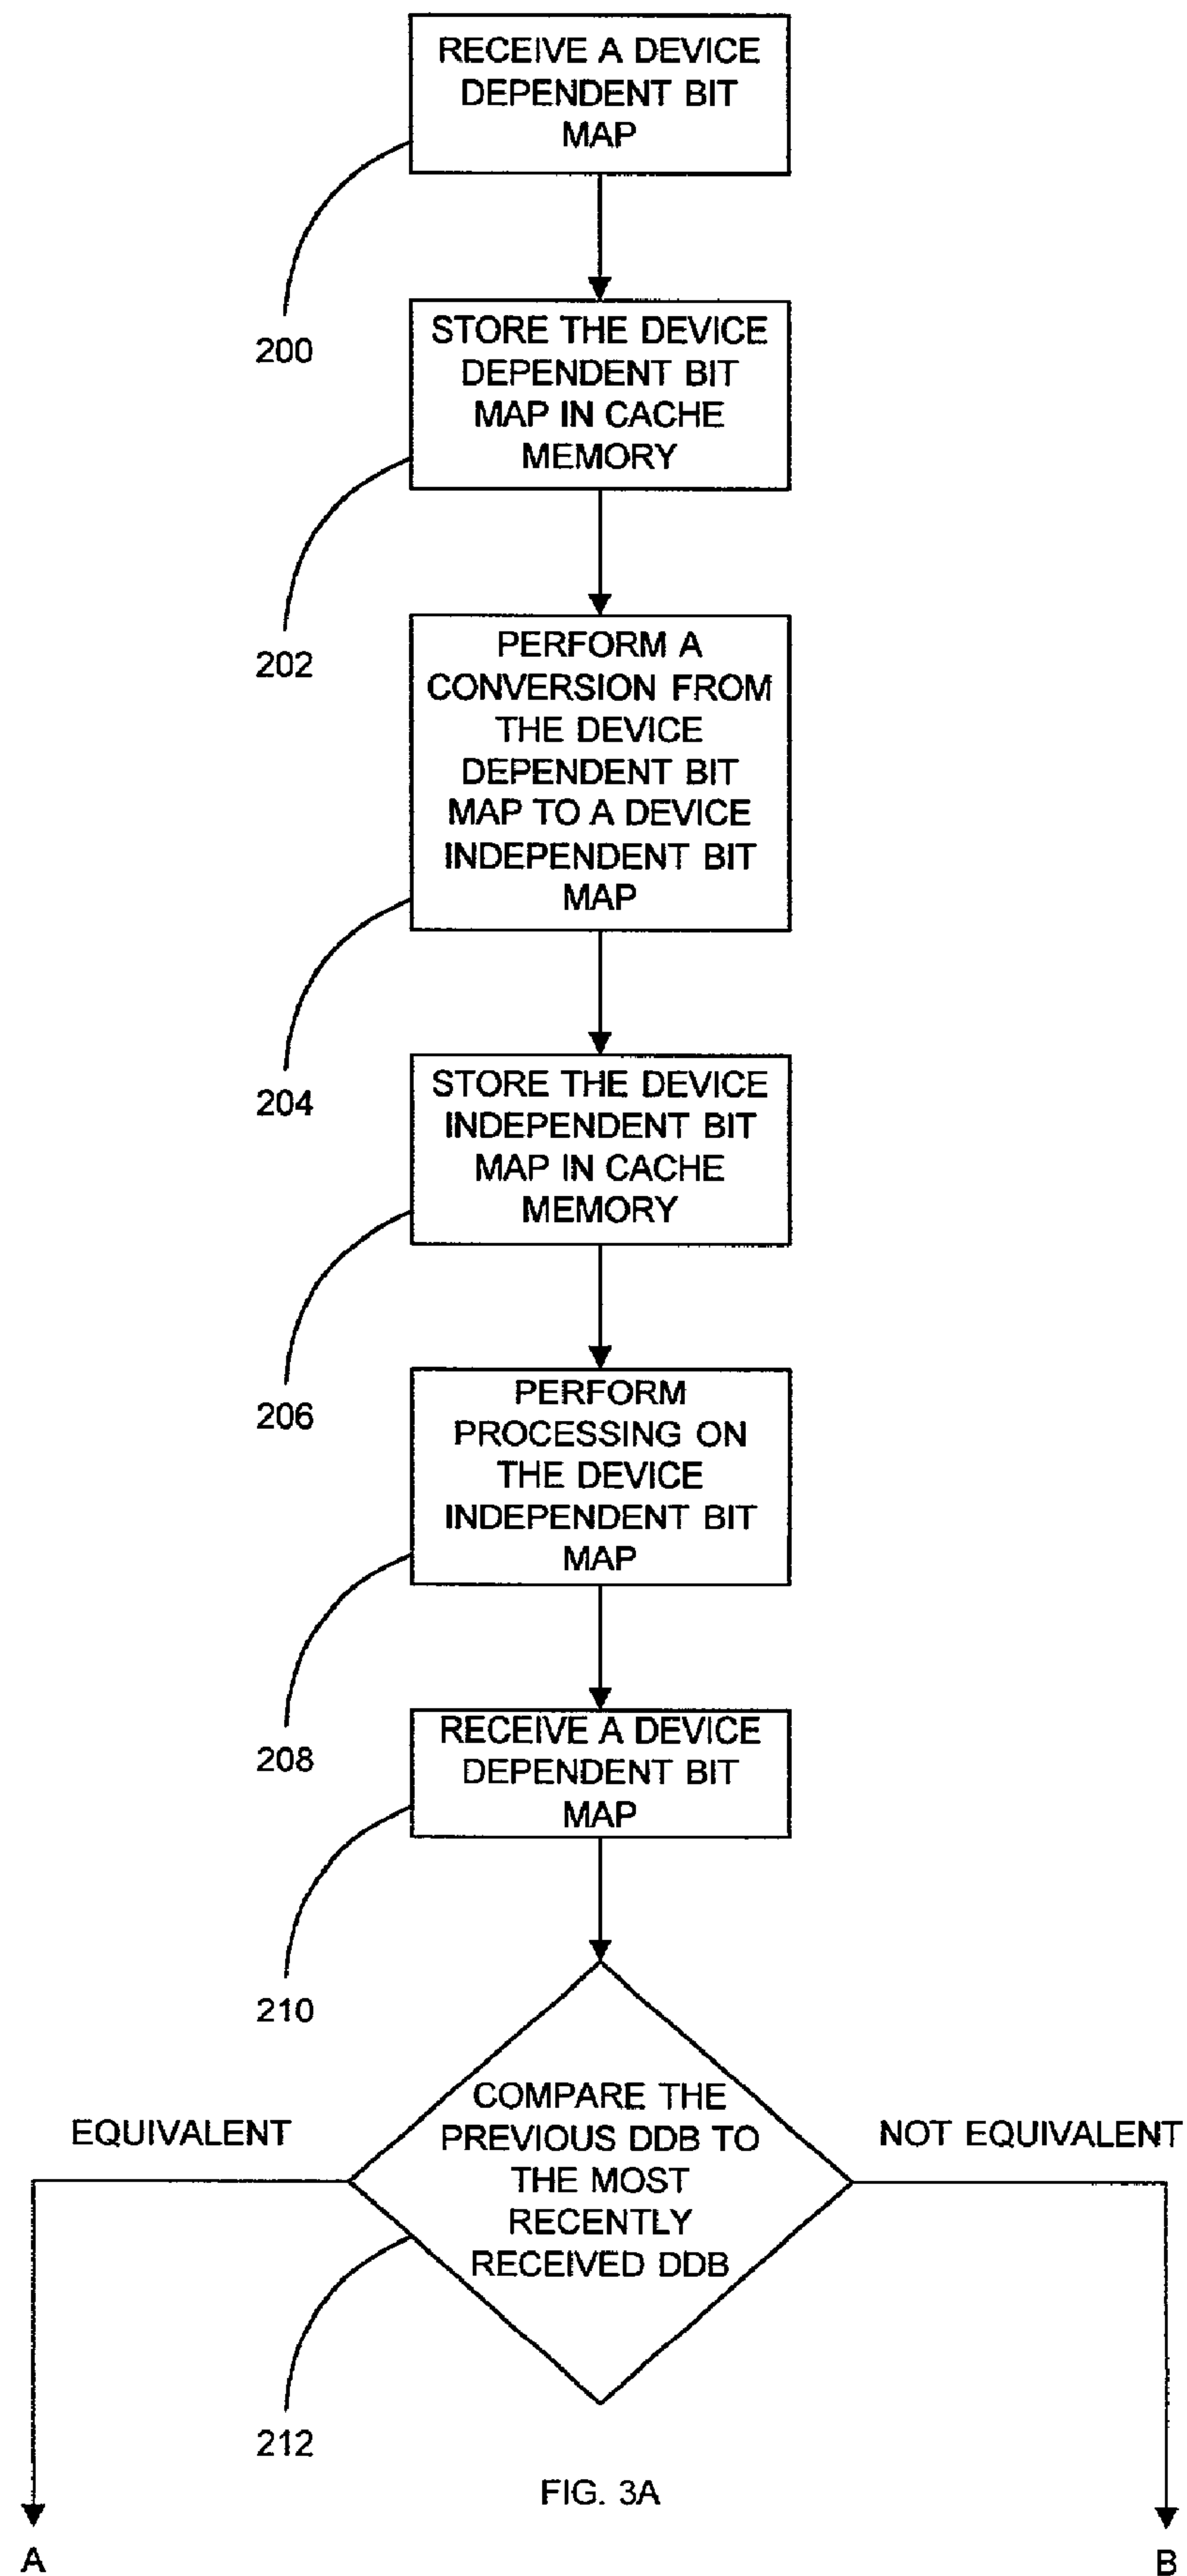 RECEIVE A DEVICE
DEPENDENT BIT
MAP
200
STORE THE DEVICE
DEPENDENT BIT
MAP IN CACHE
MEMORY
202
PERFORM A
CONVERSION FROM
THE DEVICE
DEPENDENT BIT
MAP TO A DEVICE
INDEPENDENT BIT
MAP
204
STORE THE DEVICE
INDEPENDENT BIT
MAP IN CACHE
MEMORY
206
PERFORM
PROCESSING ON
THE DEVICE
INDEPENDENT BIT
MAP
208
RECEIVE A DEVICE
DEPENDENT BIT
MAP
210
COMPARE THE
PREVIOUS DDB TO
THE MOST
RECENTLY
RECEIVED DDB
EQUIVALENT
NOT EQUIVALENT
212
FIG. 3A
A
B